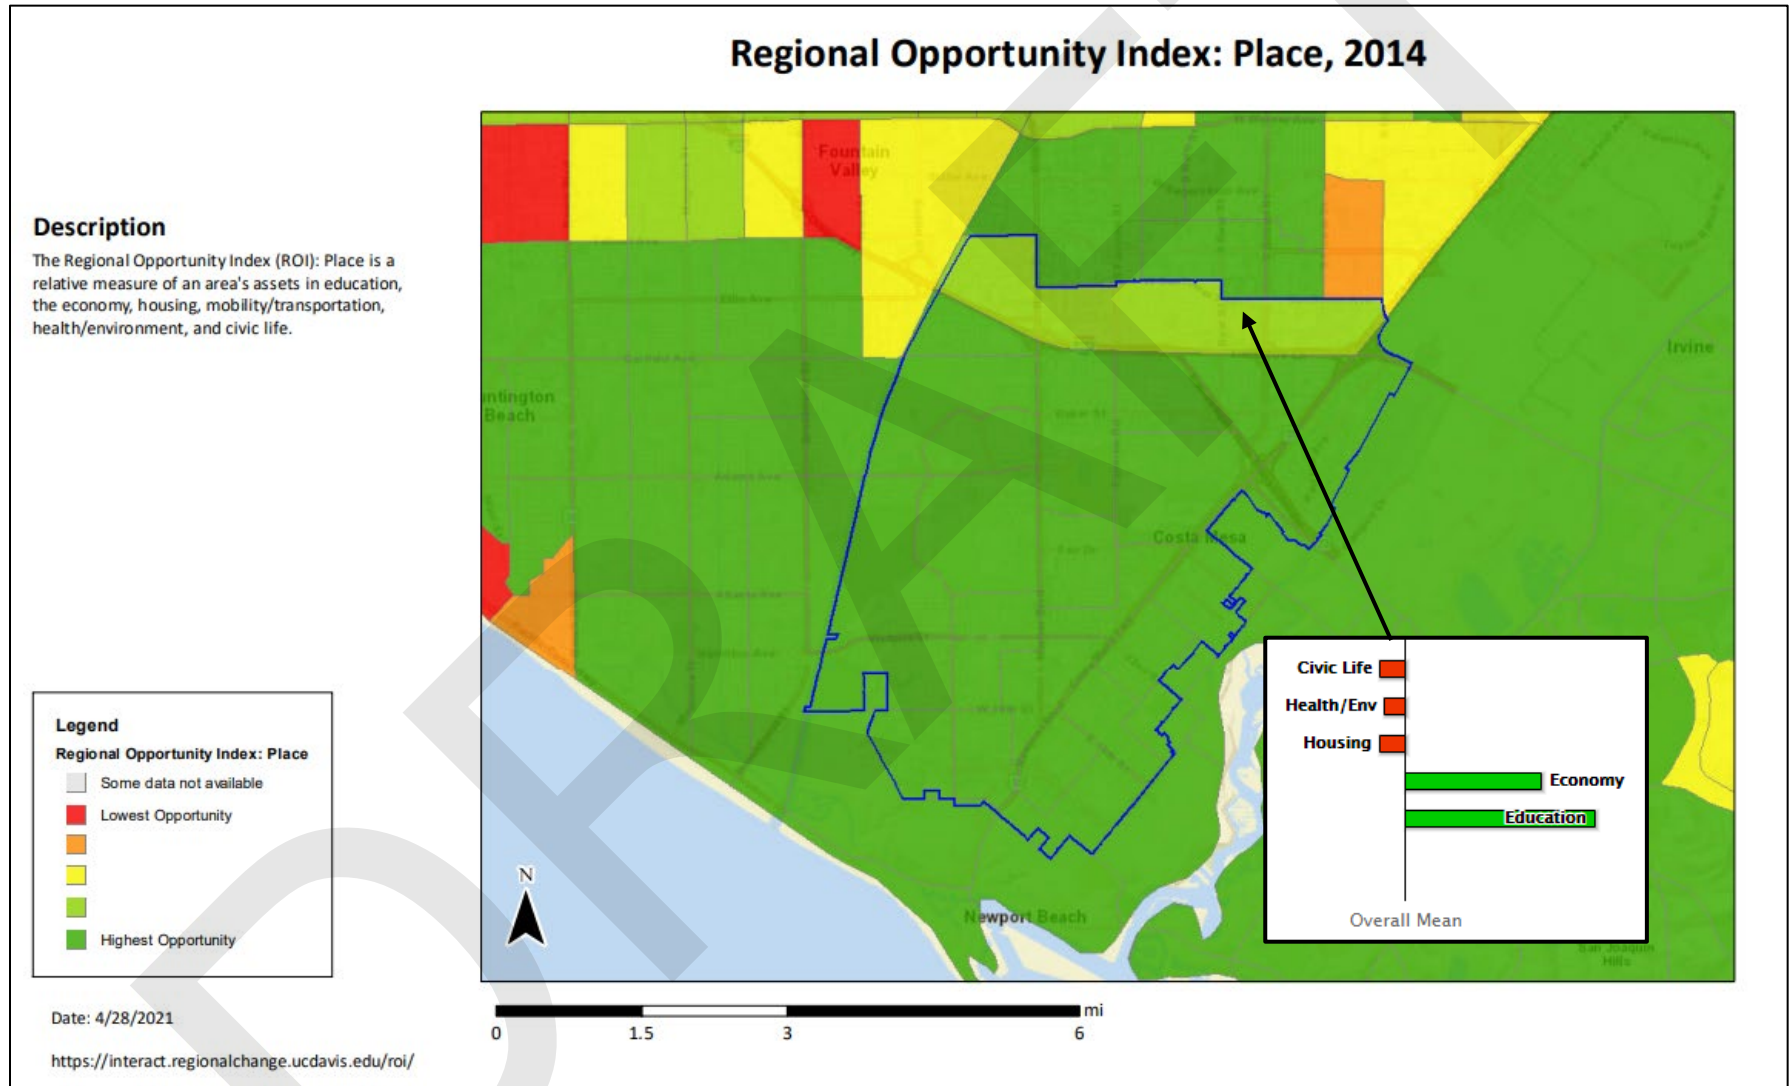 Regional Opportunity Index: Place, 2014
Description
The Regional Opportunity Index (ROI): Place is a
relative measure of an area's assets in education,
the economy, housing, mobility/transportation,
health/environment, and civic life.
Fountain
Valley
Irvine
Beach
Costa Mesa
Newport Beach
San Joaquin
Hills
Civic Life
Health/Env
Housing
Economy
Education
Overall Mean
Legend
Regional Opportunity Index: Place
Some data not available
Lowest Opportunity
Highest Opportunity
N
0
1.5
3
6
mi
Date: 4/28/2021
https://interact.regionalchange.ucdavis.edu/roi/
DRAFT